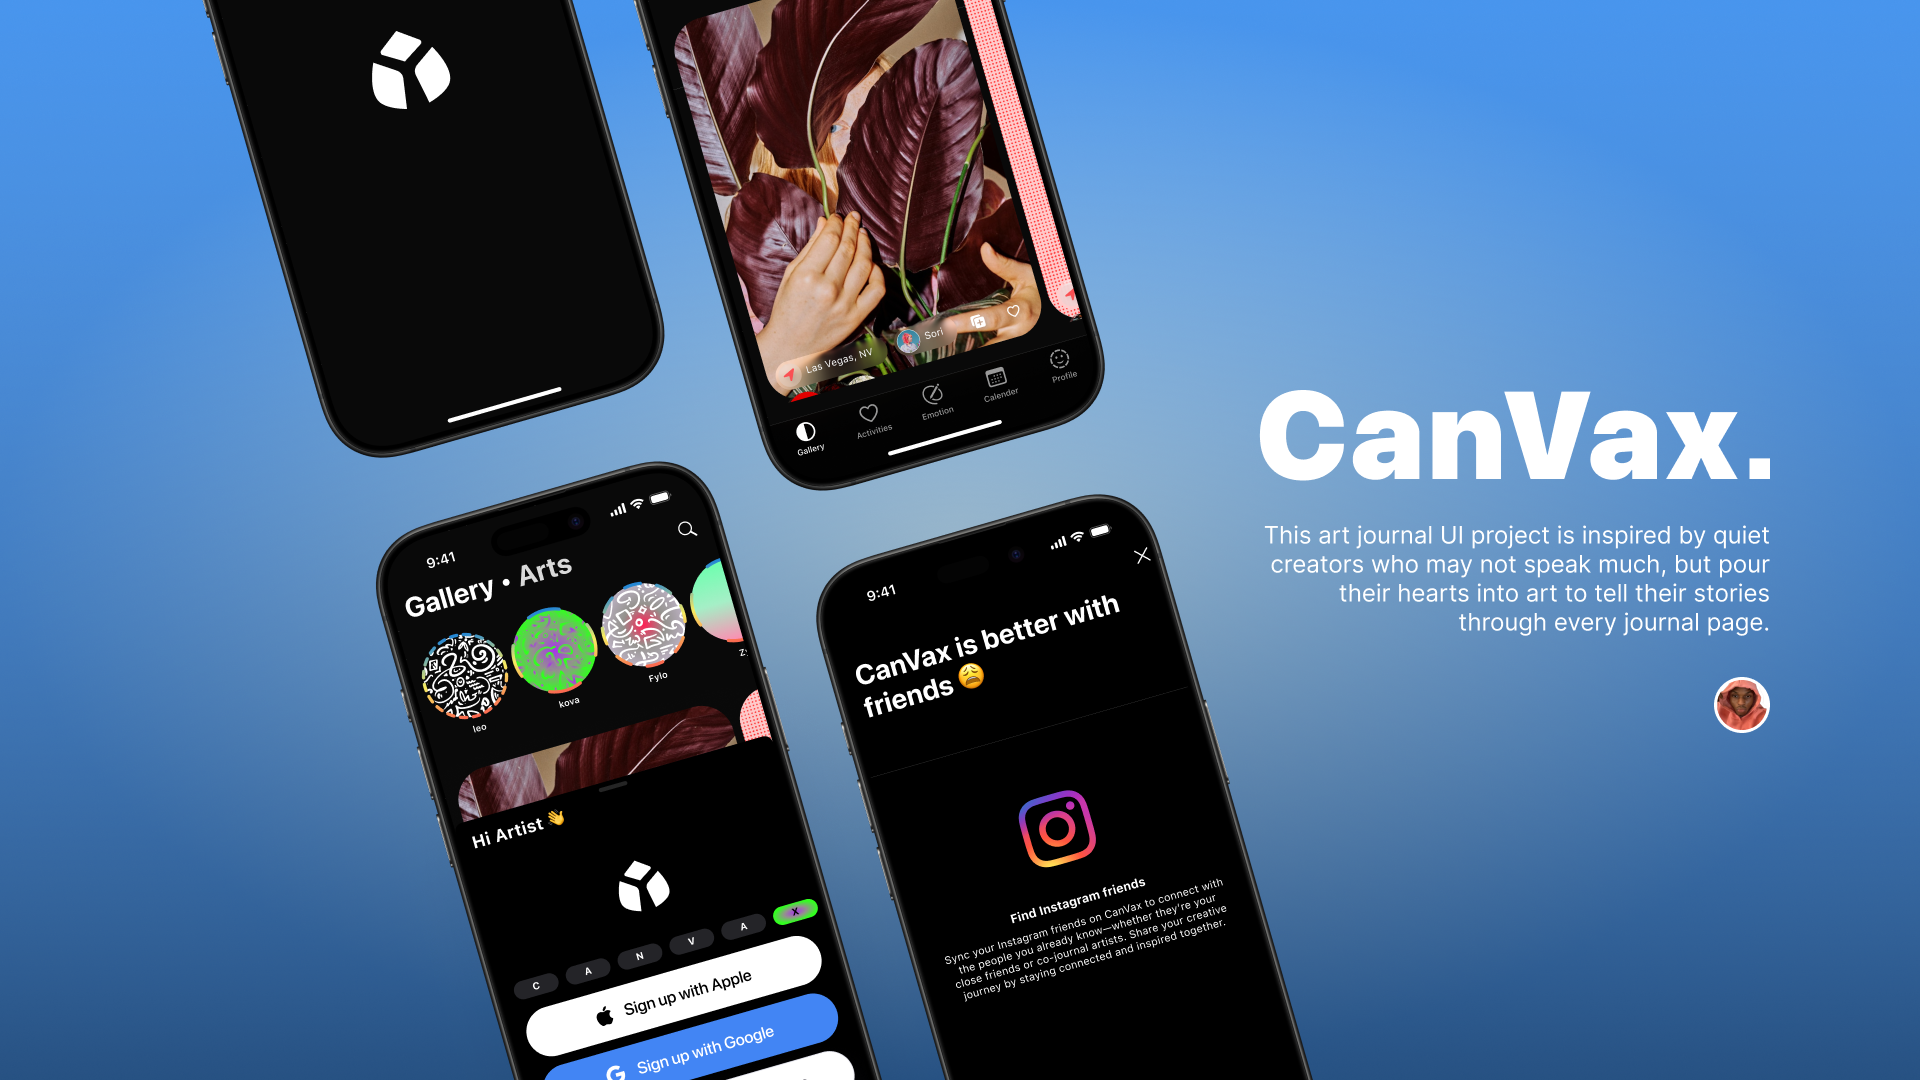 Las Vegas, NV
Sori
Gallery
Activities
Emotion
Calender
Profile
CanVax.
This art journal UI project is inspired by quiet
creators who may not speak much, but pour
their hearts into art to tell their stories
through every journal page.
9:41
Gallery • Arts
leo
kova
Fylo
Hi Artist 👋
C A N V A X
Sign up with Apple
Sign up with Google
9:41
CanVax is better with
friends 😩
Find Instagram friends
Sync your Instagram friends on CanVax to connect with
the people you already know—whether they're your
close friends or co-journal artists. Share your creative
journey by staying connected and inspired together.